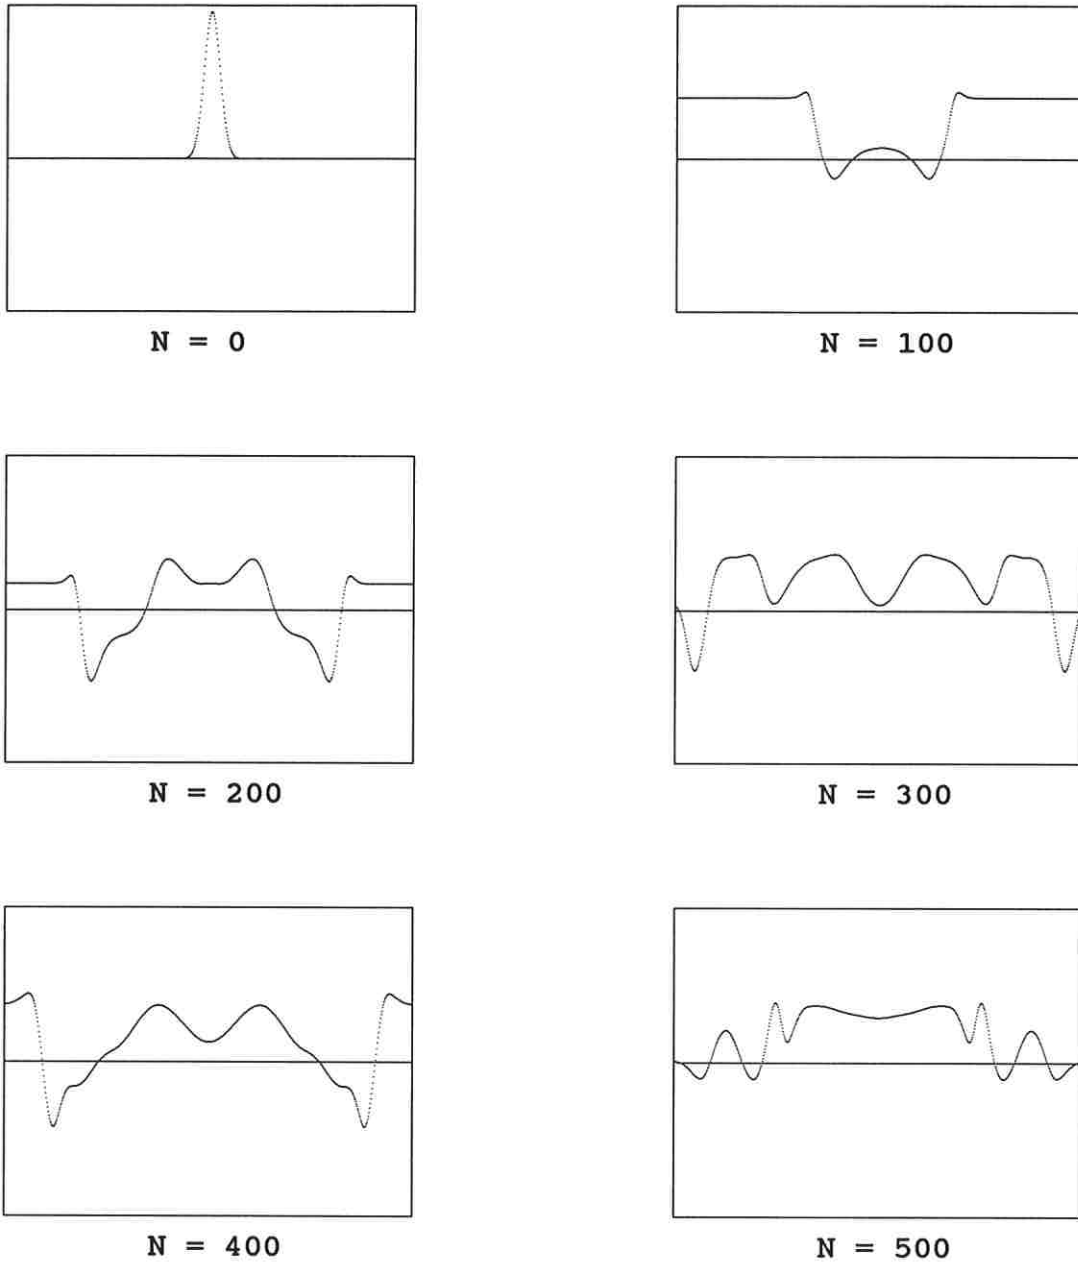 N = 0
N = 100
N = 200
N = 300
N = 400
N = 500